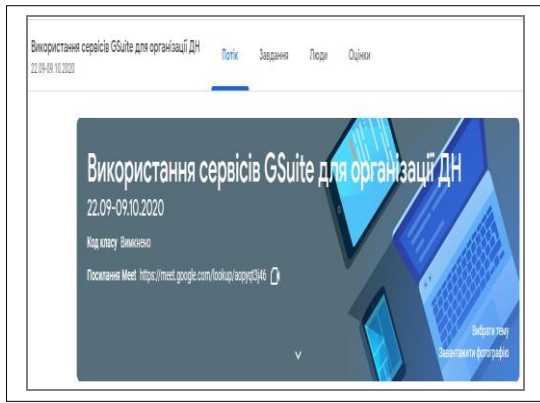 Використання сервісів GSuite для організації ДН
22.09-09.10.2020
Потік Завдання Люди Оцінки
Використання сервісів GSuite для організації ДН
22.09-09.10.2020
Код класу Вимкнено
Посилання Meet https://meet.google.com/lookup/aopyqt3j46
Вибрати тему
Завантажити фотографію